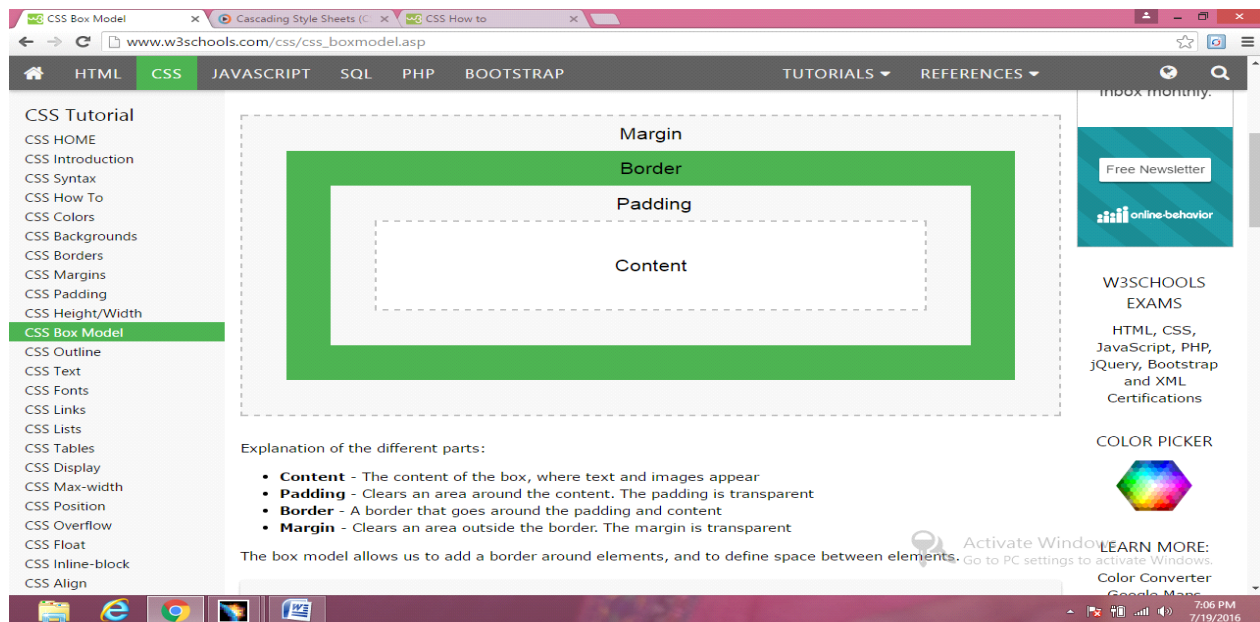 CSS Box Model
Cascading Style Sheets (C
CSS How to
www.w3schools.com/css/css_boxmodel.asp
HTML CSS JAVASCRIPT SQL PHP BOOTSTRAP TUTORIALS REFERENCES
CSS Tutorial
CSS HOME
CSS Introduction
CSS Syntax
CSS How To
CSS Colors
CSS Backgrounds
CSS Borders
CSS Margins
CSS Padding
CSS Height/Width
CSS Box Model
CSS Outline
CSS Text
CSS Fonts
CSS Links
CSS Lists
CSS Tables
CSS Display
CSS Max-width
CSS Position
CSS Overflow
CSS Float
CSS Inline-block
CSS Align
Margin
Border
Padding
Content
Explanation of the different parts:
• Content - The content of the box, where text and images appear
• Padding - Clears an area around the content. The padding is transparent
• Border - A border that goes around the padding and content
• Margin - Clears an area outside the border. The margin is transparent
The box model allows us to add a border around elements, and to define space between elements.
inbox monthly.
Free Newsletter
online-behavior
W3SCHOOLS
EXAMS
HTML, CSS,
JavaScript, PHP,
jQuery, Bootstrap
and XML
Certifications
COLOR PICKER
LEARN MORE:
Color Converter
Google Maps
Activate Windows
Go to PC settings to activate Windows.
7:06 PM
7/19/2016